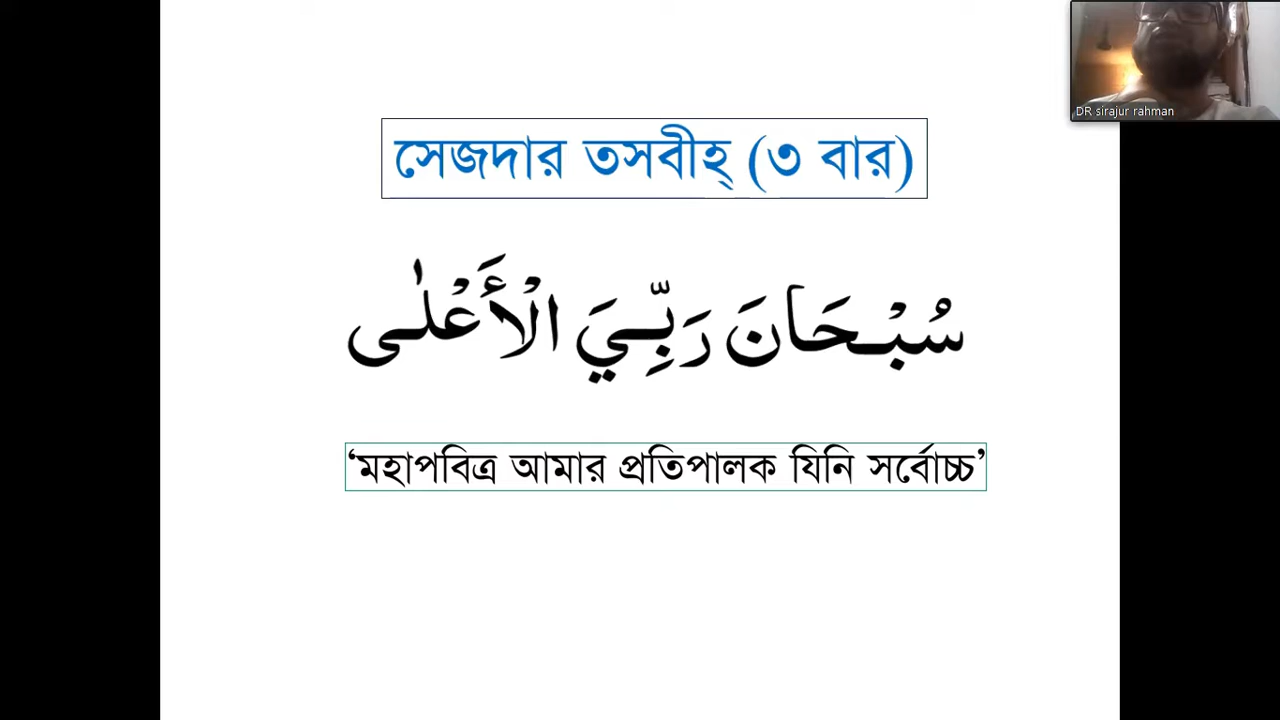 DR sirajur rahman
সেজদার তসবীহ্ (৩ বার)
سُبْحَانَ رَبِّيَ الْأَعْلٰى
‘মহাপবিত্র আমার প্রতিপালক যিনি সর্বোচ্চ’